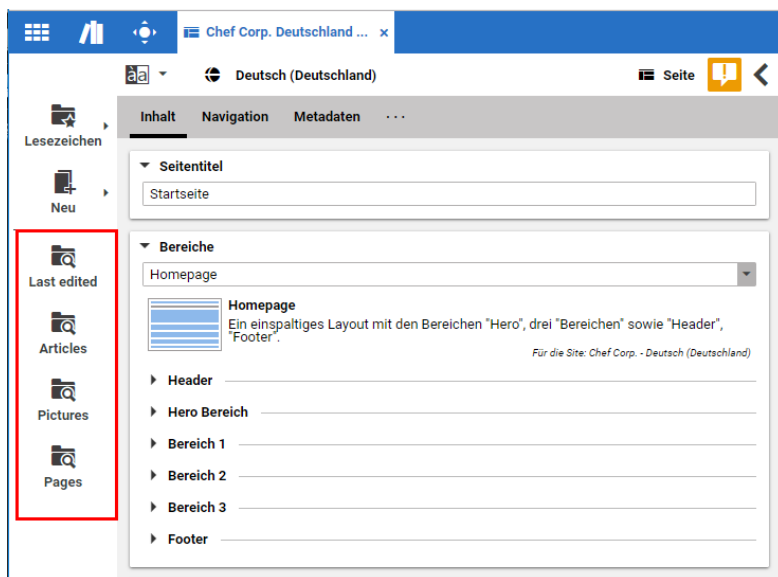 Chef Corp. Deutschland ... ×
àa
Deutsch (Deutschland)
Seite
Lesezeichen
Neu
Last edited
Articles
Pictures
Pages
Inhalt Navigation Metadaten ...
Seitentitel
Startseite
Bereiche
Homepage
Homepage
Ein einspaltiges Layout mit den Bereichen "Hero", drei "Bereichen" sowie "Header",
"Footer".
Für die Site: Chef Corp. - Deutsch (Deutschland)
Header
Hero Bereich
Bereich 1
Bereich 2
Bereich 3
Footer